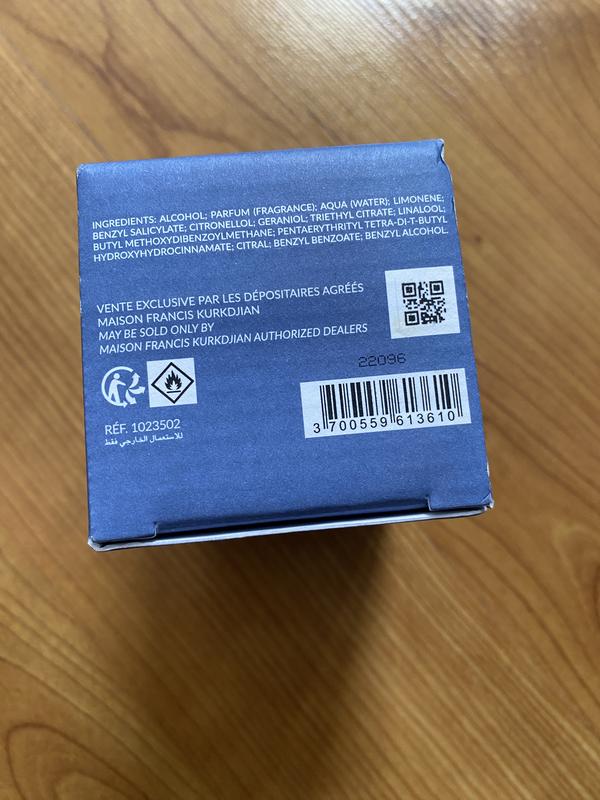 INGREDIENTS: ALCOHOL; PARFUM (FRAGRANCE); AQUA (WATER); LIMONENE;
BENZYL SALICYLATE; CITRONELLOL; GERANIOL; TRIETHYL CITRATE; LINALOOL;
BUTYL METHOXYDIBENZOYLMETHANE; PENTAERYTHRITYL TETRA-DI-T-BUTYL
HYDROXYHYDROCINNAMATE; CITRAL; BENZYL BENZOATE; BENZYL ALCOHOL.
VENTE EXCLUSIVE PAR LES DÉPOSITAIRES AGRÉÉS
MAISON FRANCIS KURKDJIAN
MAY BE SOLD ONLY BY
MAISON FRANCIS KURKDJIAN AUTHORIZED DEALERS
22096
3 700559 613610
RÉF. 1023502
للاستعمال الخارجي فقط